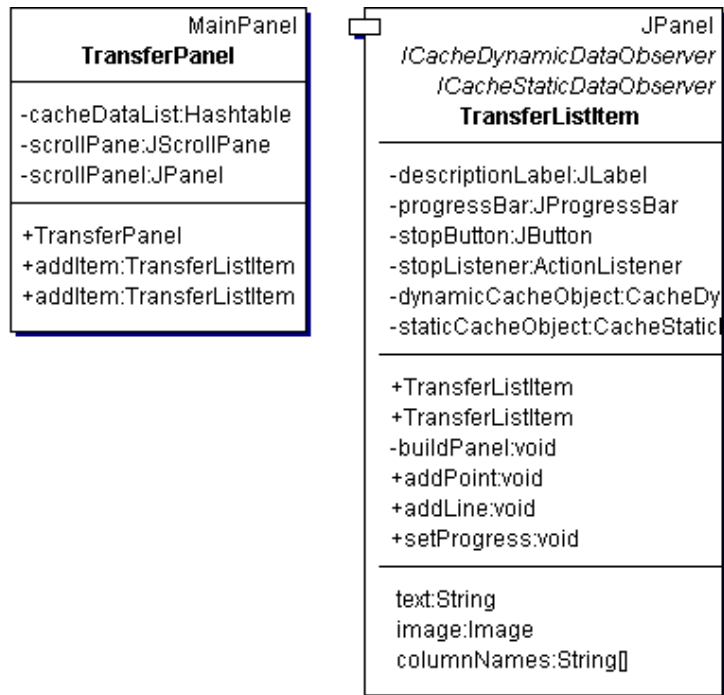 MainPanel
TransferPanel
-cacheDataList:Hashtable
-scrollPane:JScrollPane
-scrollPanel:JPanel
+TransferPanel
+addItem:TransferListItem
+addItem:TransferListItem
JPanel
ICacheDynamicDataObserver
ICacheStaticDataObserver
TransferListItem
-descriptionLabel:JLabel
-progressBar:JProgressBar
-stopButton:JButton
-stopListener:ActionListener
-dynamicCacheObject:CacheDy
-staticCacheObject:CacheStatic
+TransferListItem
+TransferListItem
-buildPanel:void
+addPoint:void
+addLine:void
+setProgress:void
text:String
image:Image
columnNames:String[]